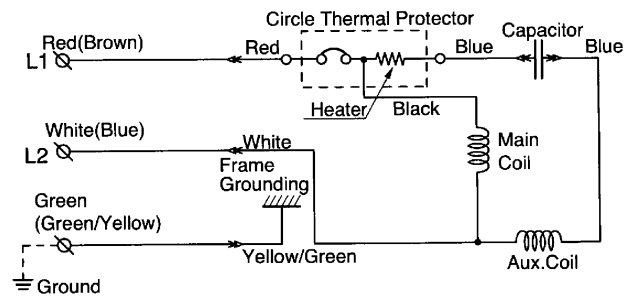 Circle Thermal Protector
Capacitor
Red(Brown)
Red
Blue
Blue
L1
Heater
Black
White(Blue)
L2
White
Main
Coil
Frame
Grounding
Green
(Green/Yellow)
Yellow/Green
Aux.Coil
Ground